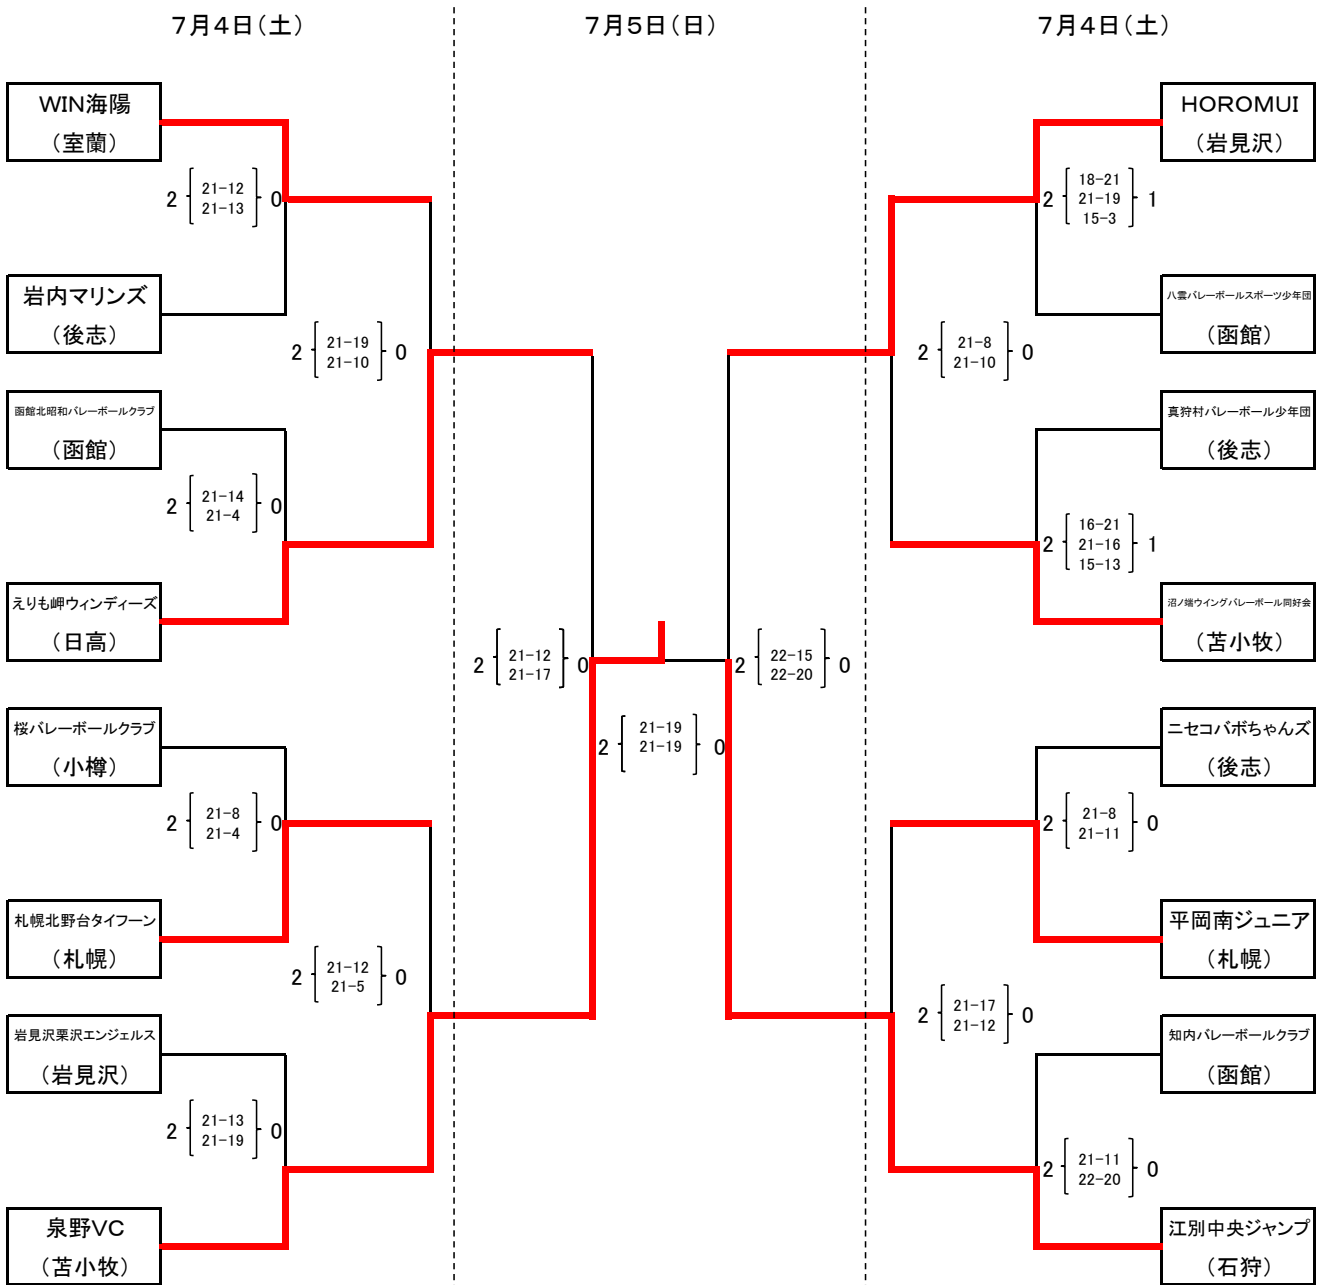 7月4日(土)
7月5日(日)
7月4日(土)
WIN海陽
(室蘭)
2 21-12 0
21-13
岩内マリンズ
(後志)
2 21-19 0
21-10
函館北昭和バレーボールクラブ
(函館)
2 21-14 0
21-4
えりも岬ウィンディーズ
(日高)
桜バレーボールクラブ
(小樽)
2 21-8 0
21-4
札幌北野台タイフーン
(札幌)
2 21-12 0
21-5
岩見沢栗沢エンジェルス
(岩見沢)
2 21-13 0
21-19
泉野VC
(苫小牧)
2 21-12 0
21-17
2 21-19 0
21-19
2 22-15 0
22-20
HOROMUI
(岩見沢)
18-21
2 21-19 1
15-3
八雲バレーボールスポーツ少年団
(函館)
2 21-8 0
21-10
真狩村バレーボール少年団
(後志)
16-21
2 21-16 1
15-13
沼ノ端ウイングバレーボール同好会
(苫小牧)
ニセコバボちゃんズ
(後志)
2 21-8 0
21-11
平岡南ジュニア
(札幌)
2 21-17 0
21-12
知内バレーボールクラブ
(函館)
2 21-11 0
22-20
江別中央ジャンプ
(石狩)